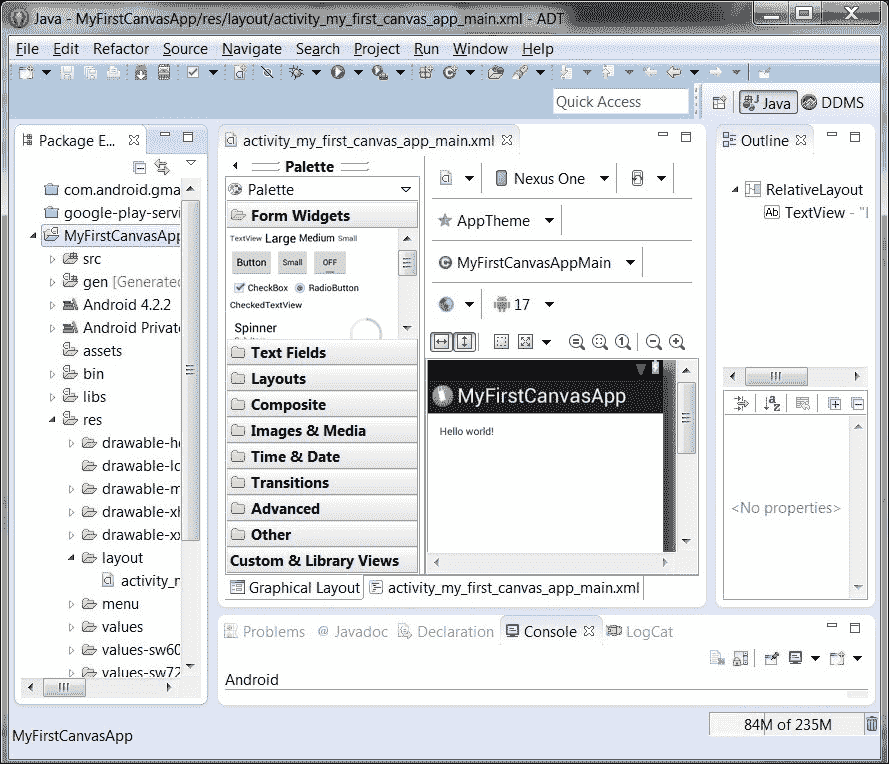 Java - MyFirstCanvasApp/res/layout/activity_my_first_canvas_app_main.xml - ADT
File Edit Refactor Source Navigate Search Project Run Window Help
Quick Access
Java
DDMS
Package E...
com.android.gma
google-play-servi
MyFirstCanvasApp
src
gen [Generated
Android 4.2.2
Android Private
assets
bin
libs
res
drawable-hd
drawable-ld
drawable-m
drawable-xh
drawable-xx
layout
activity_m
menu
values
values-sw60
values-sw72
activity_my_first_canvas_app_main.xml
Palette
Palette
Form Widgets
TextView Large Medium Small
Button Small OFF
CheckBox RadioButton
CheckedTextView
Spinner
Text Fields
Layouts
Composite
Images & Media
Time & Date
Transitions
Advanced
Other
Custom & Library Views
Nexus One
AppTheme
MyFirstCanvasAppMain
17
MyFirstCanvasApp
Hello world!
Graphical Layout
activity_my_first_canvas_app_main.xml
Outline
RelativeLayout
Ab TextView - "
<No properties>
Problems @ Javadoc Declaration Console LogCat
Android
84M of 235M
MyFirstCanvasApp